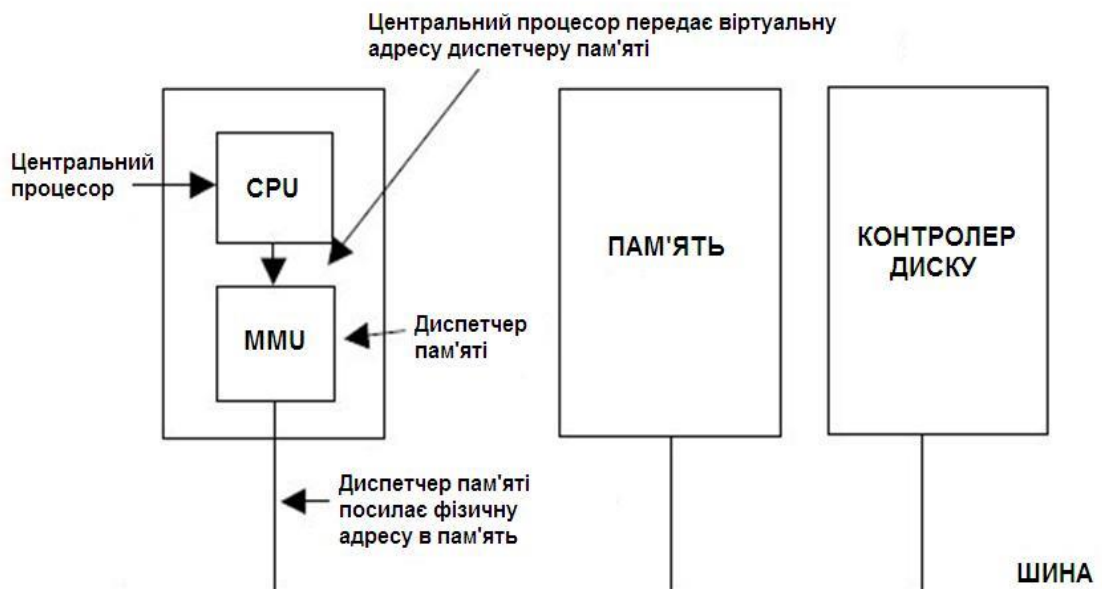 Центральний процесор передає віртуальну
адресу диспетчеру пам'яті
Центральний
процесор
CPU
ПАМ'ЯТЬ
КОНТРОЛЕР
ДИСКУ
MMU
Диспетчер
пам'яті
Диспетчер пам'яті
посилає фізичну
адресу в пам'ять
ШИНА